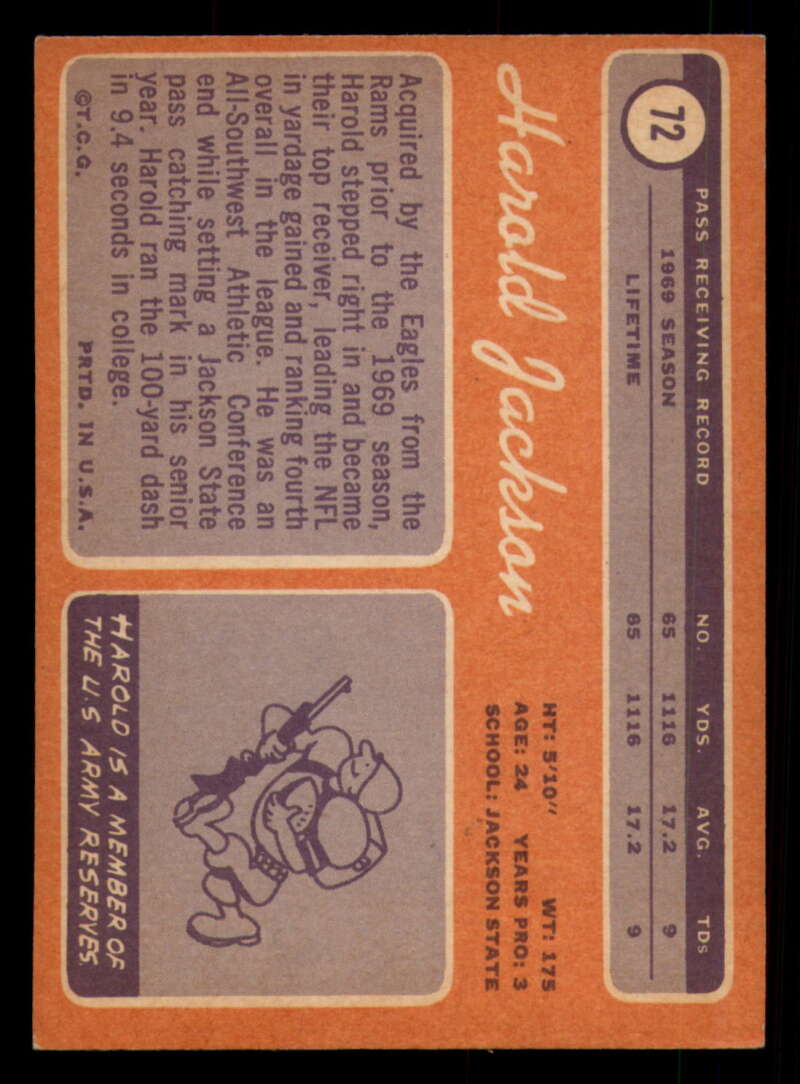 72
PASS RECEIVING RECORD NO. YDS. AVG. TDs
1969 SEASON 65 1116 17.2 9
LIFETIME 65 1116 17.2 9
Harold Jackson
HT: 5'10" WT: 175
AGE: 24 YEARS PRO: 3
SCHOOL: JACKSON STATE
Acquired by the Eagles from the
Rams prior to the 1969 season,
Harold stepped right in and became
their top receiver, leading the NFL
in yardage gained and ranking fourth
overall in the league. He was an
All-Southwest Athletic Conference
end while setting a Jackson State
pass catching mark in his senior
year. Harold ran the 100-yard dash
in 9.4 seconds in college.
©T.C.G. PRTD. IN U.S.A.
HAROLD IS A MEMBER OF
THE U.S ARMY RESERVES.